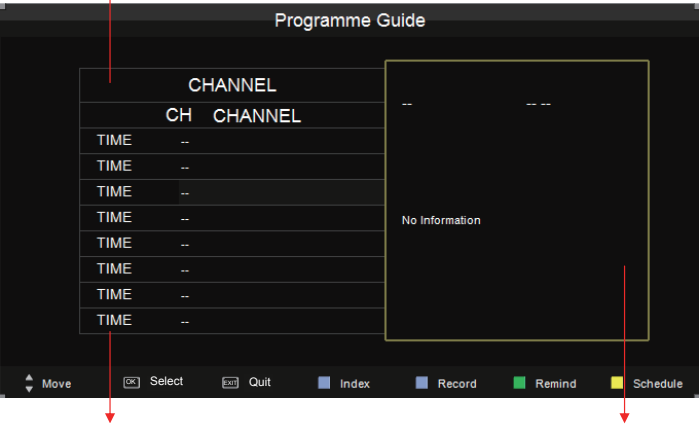 Programme Guide
CHANNEL
CH CHANNEL
TIME --
TIME --
TIME --
TIME --
TIME --
TIME --
TIME --
TIME --
-- -- --
No Information
Move OK Select EXIT Quit Index Record Remind Schedule